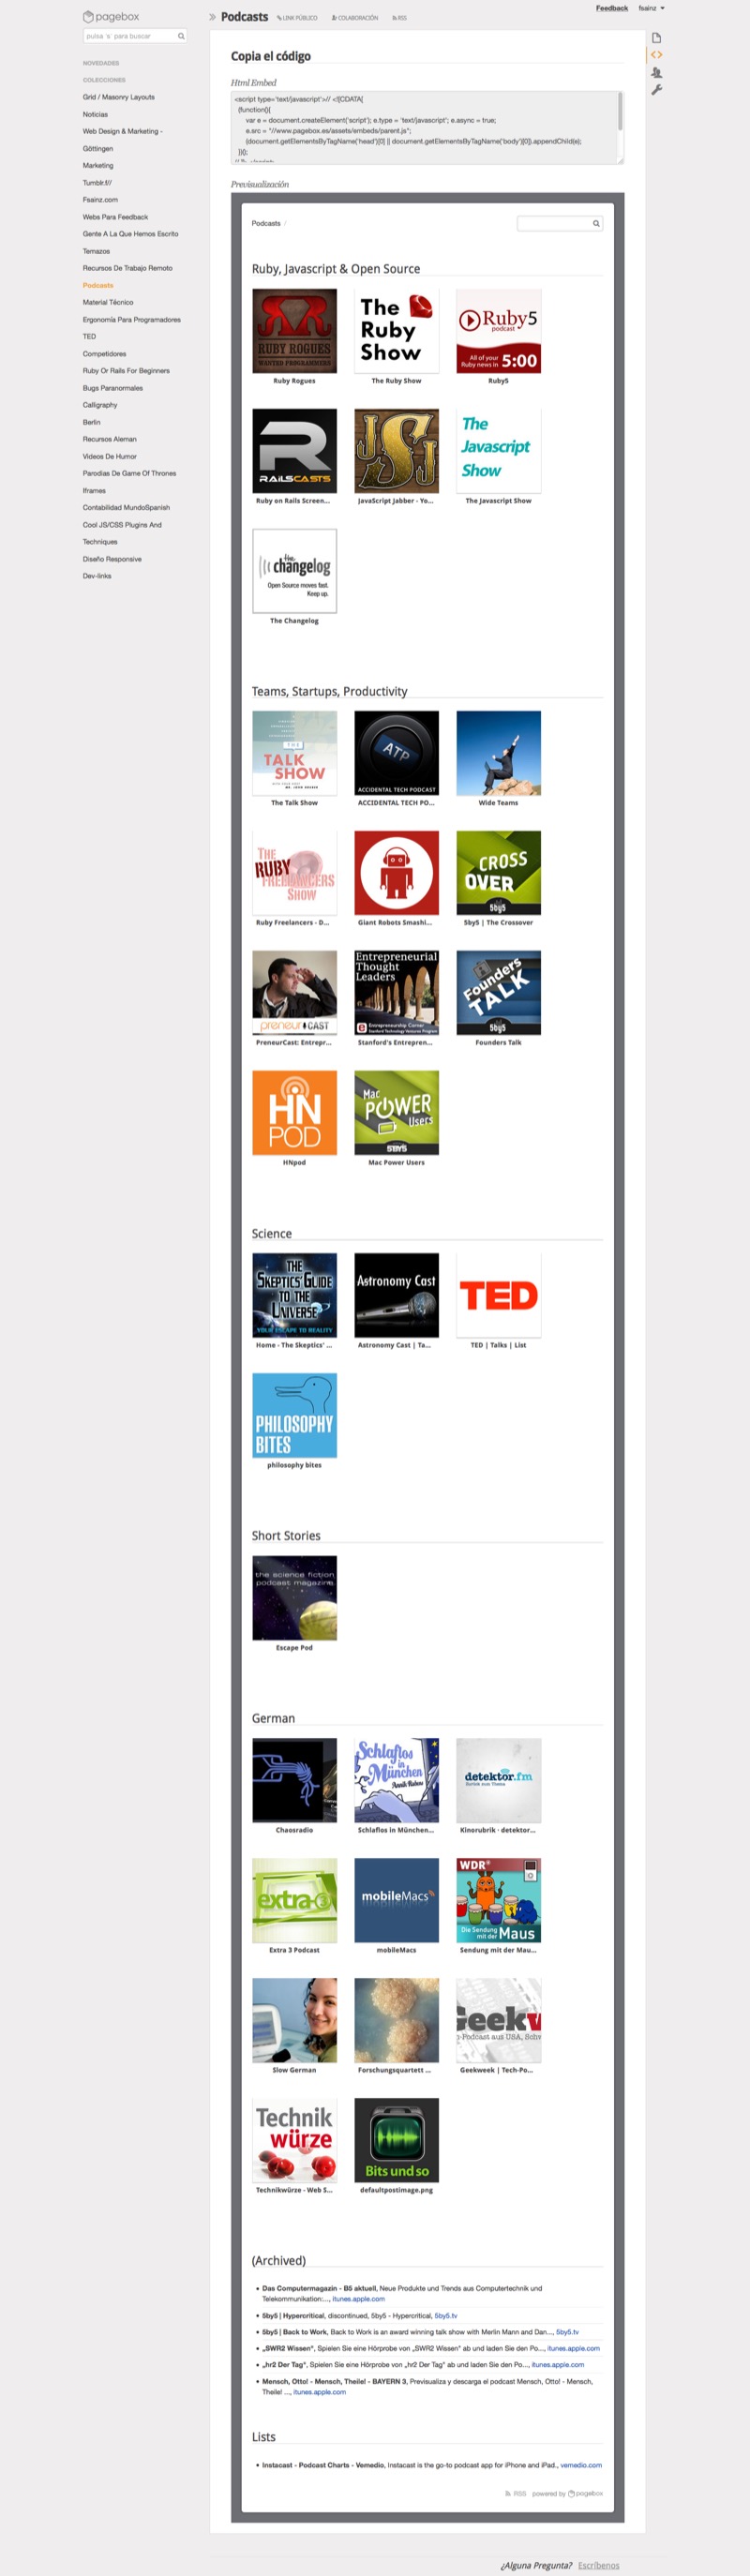 pagebox
pulsa 's' para buscar
NOVEDADES
COLECCIONES
Grid / Masonry Layouts
Noticias
Web Design & Marketing -
Göttingen
Marketing
Tumblr.f//
Fsainz.com
Webs Para Feedback
Gente A La Que Hemos Escrito
Temazos
Recursos De Trabajo Remoto
Podcasts
Material Técnico
Ergonomía Para Programadores
TED
Competidores
Ruby Or Rails For Beginners
Bugs Paranormales
Calligraphy
Berlin
Recursos Aleman
Videos De Humor
Parodias De Game Of Thrones
Iframes
Contabilidad MundoSpanish
Cool JS/CSS Plugins And
Techniques
Diseño Responsive
Dev-links
Podcasts
LINK PÚBLICO
COLABORACIÓN
RSS
Feedback
fsainz
Copia el código
Html Embed
<script type='text/javascript'>// <![CDATA[
(function(){
var e = document.createElement('script'); e.type = 'text/javascript'; e.async = true;
e.src = "//www.pagebox.es/assets/embeds/parent.js";
(document.getElementsByTagName('head')[0] || document.getElementsByTagName('body')[0]).appendChild(e);
})();
Previsualización
Podcasts /
Ruby, Javascript & Open Source
RUBY ROGUES
WANTED PROGRAMMERS
The Ruby Show
Ruby5
podcast
All of your
Ruby news in 5:00
Ruby Rogues
The Ruby Show
Ruby5
RAILSCASTS
JSJ
The
Javascript
Show
Ruby on Rails Screen...
JavaScript Jabber - Yo...
The Javascript Show
the
changelog
Open Source moves fast.
Keep up.
The Changelog
Teams, Startups, Productivity
THE
TALK
SHOW
ATP
ACCIDENTAL TECH PODCAST
The Talk Show
ACCIDENTAL TECH PO...
Wide Teams
THE
RUBY
FREELANCERS
SHOW
CROSS
OVER
5by5
Ruby Freelancers - D...
Giant Robots Smashi...
5by5 | The Crossover
preneurCAST
Entrepreneurial
Thought
Leaders
Entrepreneurship Corner
Stanford Technology Ventures Program
Founders
TALK
5by5
PreneurCast: Entrepr...
Stanford's Entrepren...
Founders Talk
HN
POD
Mac
POWER
Users
5BY5
HNpod
Mac Power Users
Science
THE
SKEPTICS' GUIDE
TO THE
UNIVERSE
YOUR ESCAPE TO REALITY
Astronomy Cast
TED
Home - The Skeptics' ...
Astronomy Cast | Ta...
TED | Talks | List
PHILOSOPHY
BITES
philosophy bites
Short Stories
the science fiction
podcast magazine
Escape Pod
German
Schlaflos
in
München
Annik Rubens
detektor.fm
Zurück zum Thema
Chaosradio
Schlaflos in München...
Kinorubrik · detektor...
extra 3
mobileMacs
WDR
Die Sendung
mit der Maus
Extra 3 Podcast
mobileMacs
Sendung mit der Mau...
Slow German
Forschungsquartett ...
Geekweek | Tech-Po...
Technik
würze
Bits und so
Technikwürze - Web S...
defaultpostimage.png
(Archived)
• Das Computermagazin - B5 aktuell, Neue Produkte und Trends aus Computertechnik und
Telekommunikation:..., itunes.apple.com
• 5by5 | Hypercritical, discontinued, 5by5 - Hypercritical, 5by5.tv
• 5by5 | Back to Work, Back to Work is an award winning talk show with Merlin Mann and Dan..., 5by5.tv
• „SWR2 Wissen", Spielen Sie eine Hörprobe von „SWR2 Wissen" ab und laden Sie den Po..., itunes.apple.com
• „hr2 Der Tag", Spielen Sie eine Hörprobe von „hr2 Der Tag" ab und laden Sie den Po..., itunes.apple.com
• Mensch, Otto! - Mensch, Theile! - BAYERN 3, Previsualiza y descarga el podcast Mensch, Otto! - Mensch,
Theile! ..., itunes.apple.com
Lists
• Instacast - Podcast Charts - Vemedio, Instacast is the go-to podcast app for iPhone and iPad., vemedio.com
RSS powered by pagebox
¿Alguna Pregunta? Escríbenos